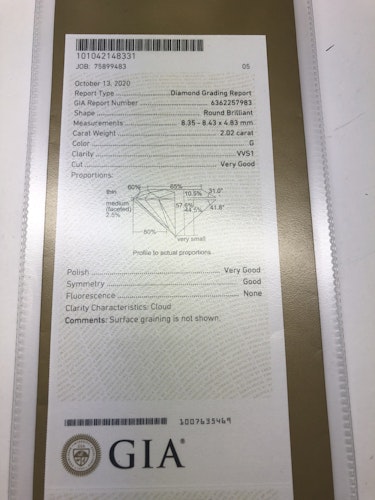 101042148331
JOB: 75899483 05
October 13, 2020
Report Type Diamond Grading Report
GIA Report Number 6362257983
Shape Round Brilliant
Measurements 8.35 - 8.43 x 4.83 mm
Carat Weight 2.02 carat
Color G
Clarity VVS1
Cut Very Good
Proportions:
60% 65%
thin 10.5% 31.0°
medium (faceted) 2.5% 57.6% 44.5% 41.8°
80%
very small
Profile to actual proportions.
Polish Very Good
Symmetry Good
Fluorescence None
Clarity Characteristics: Cloud
Comments: Surface graining is not shown.
1007635469
GIA®